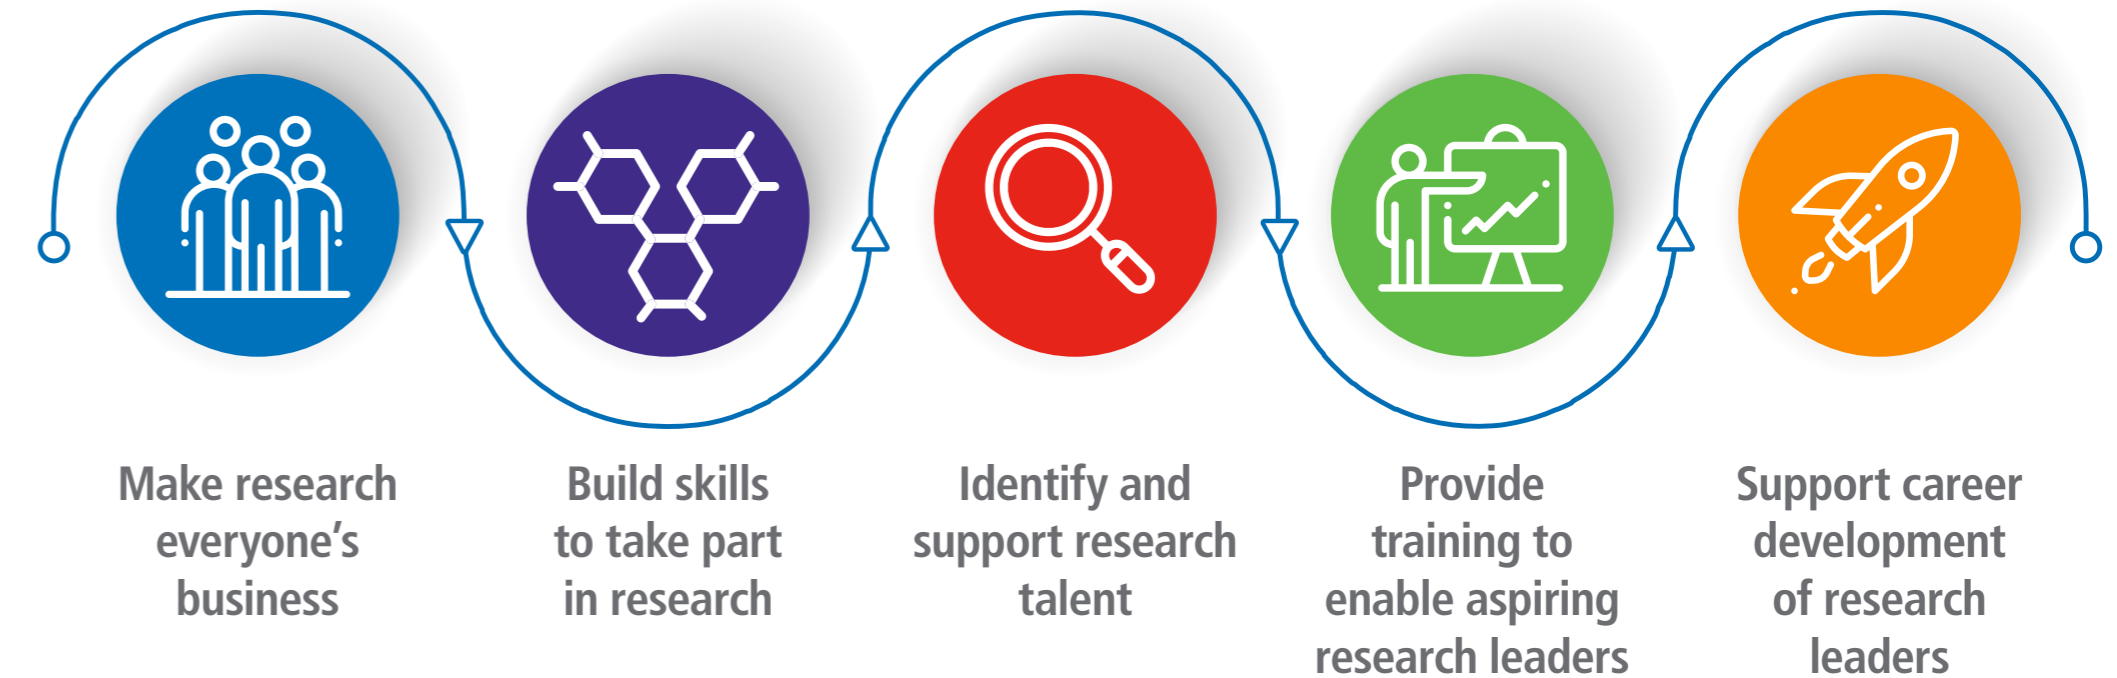 Make research
everyone’s
business
Build skills
to take part
in research
Identify and
support research
talent
Provide
training to
enable aspiring
research leaders
Support career
development
of research
leaders